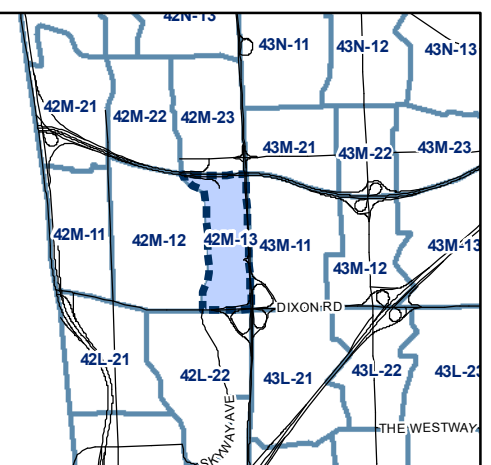 42N-13
43N-11
43N-12
43N-13
42M-21
42M-22
42M-23
43M-21
43M-22
43M-23
42M-11
42M-12
42M-13
43M-11
43M-12
43M-13
DIXON RD
42L-21
42L-22
43L-21
43L-22
43L-23
SKYWAY AVE
THE WESTWAY